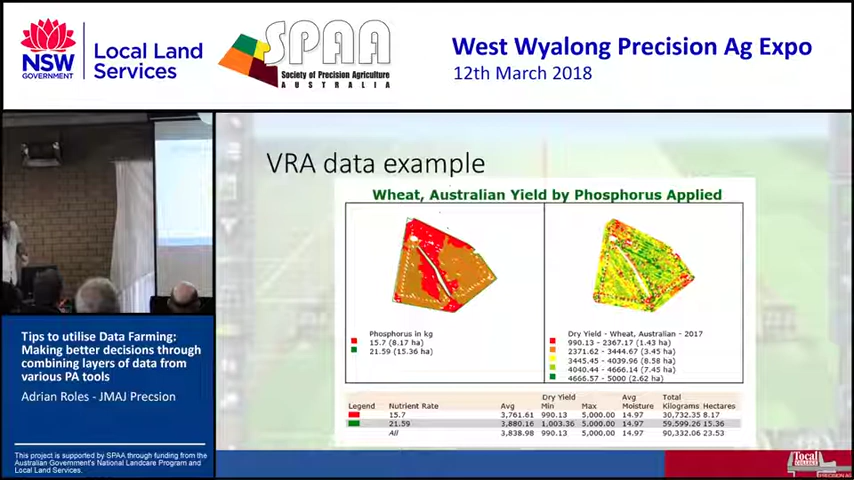 NSW
GOVERNMENT
Local Land
Services
SPAA
Society of Precision Agriculture
AUSTRALIA
West Wyalong Precision Ag Expo
12th March 2018
VRA data example
Wheat, Australian Yield by Phosphorus Applied
Phosphorus in kg
15.7 (8.17 ha)
21.59 (15.36 ha)
Dry Yield - Wheat, Australian - 2017
990.13 - 2367.17 (1.43 ha)
2371.62 - 3444.67 (3.45 ha)
3445.45 - 4039.96 (8.58 ha)
4040.44 - 4666.14 (7.45 ha)
4666.57 - 5000 (2.62 ha)
Dry Yield Avg Total
Legend Nutrient Rate Avg Min Max Moisture Kilograms Hectares
15.7 3,761.61 990.13 5,000.00 14.97 30,732.35 8.17
21.59 3,880.16 1,003.36 5,000.00 14.97 59,599.26 15.36
All 3,838.98 990.13 5,000.00 14.97 90,332.06 23.53
Tips to utilise Data Farming:
Making better decisions through
combining layers of data from
various PA tools
Adrian Roles - JMAJ Precsion
This project is supported by SPAA through funding from the
Australian Government's National Landcare Program and
Local Land Services.
Tocal
COLLEGE
PRECISION AG